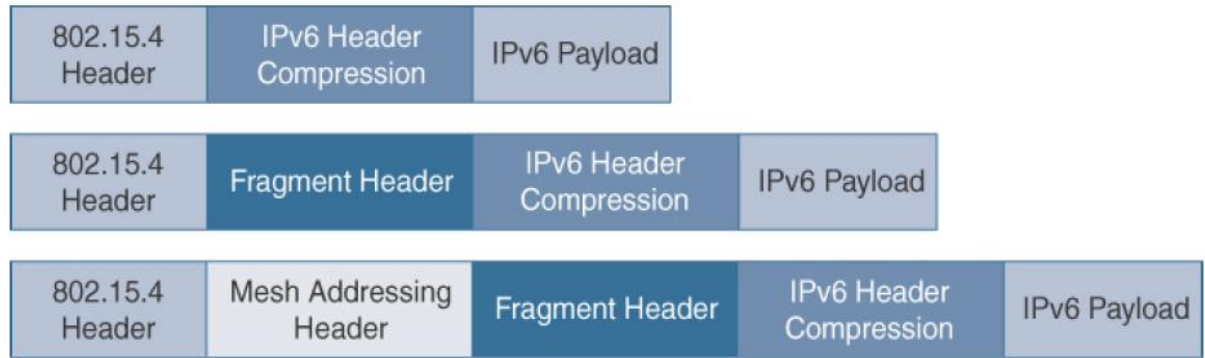 802.15.4
Header
IPv6 Header
Compression
IPv6 Payload
802.15.4
Header
Fragment Header
IPv6 Header
Compression
IPv6 Payload
802.15.4
Header
Mesh Addressing
Header
Fragment Header
IPv6 Header
Compression
IPv6 Payload